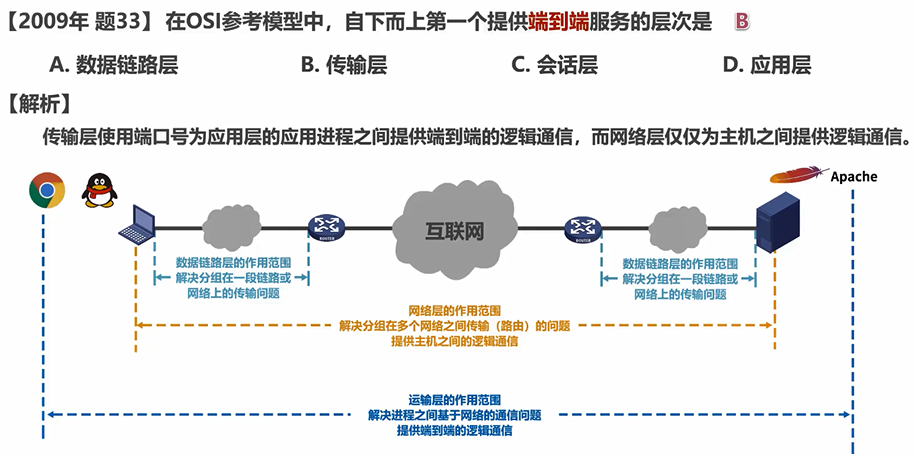 【2009年 题33】 在OSI参考模型中，自下而上第一个提供端到端服务的层次是 B
A. 数据链路层 B. 传输层 C. 会话层 D. 应用层
【解析】
传输层使用端口号为应用层的应用进程之间提供端到端的逻辑通信，而网络层仅仅为主机之间提供逻辑通信。
Apache
ROUTER
互联网
ROUTER
数据链路层的作用范围
解决分组在一段链路或
网络上的传输问题
数据链路层的作用范围
解决分组在一段链路或
网络上的传输问题
网络层的作用范围
解决分组在多个网络之间传输（路由）的问题
提供主机之间的逻辑通信
运输层的作用范围
解决进程之间基于网络的通信问题
提供端到端的逻辑通信